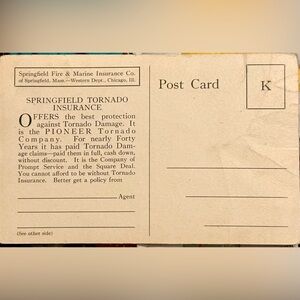 Springfield Fire & Marine Insurance Co.
of Springfield, Mass.—Western Dept., Chicago, Ill.
SPRINGFIELD TORNADO
INSURANCE
OFFERS the best protection
against Tornado Damage. It
is the PIONEER Tornado
Company. For nearly Forty
Years it has paid Tornado Dam-
age claims—paid them in full, cash down,
without discount. It is the Company of
Prompt Service and the Square Deal.
You cannot afford to be without Tornado
Insurance. Better get a policy from
Agent
(See other side)
Post Card
K